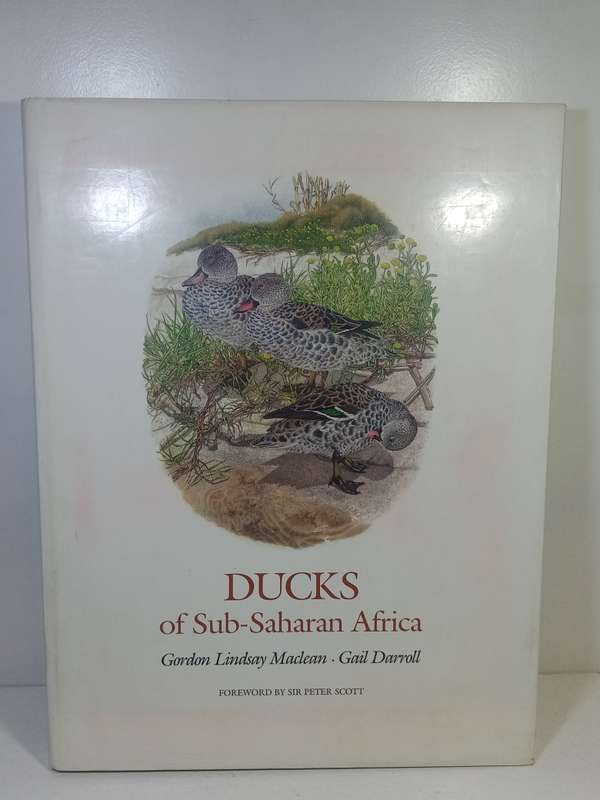 DUCKS
of Sub-Saharan Africa
Gordon Lindsay Maclean · Gail Darroll
FOREWORD BY SIR PETER SCOTT